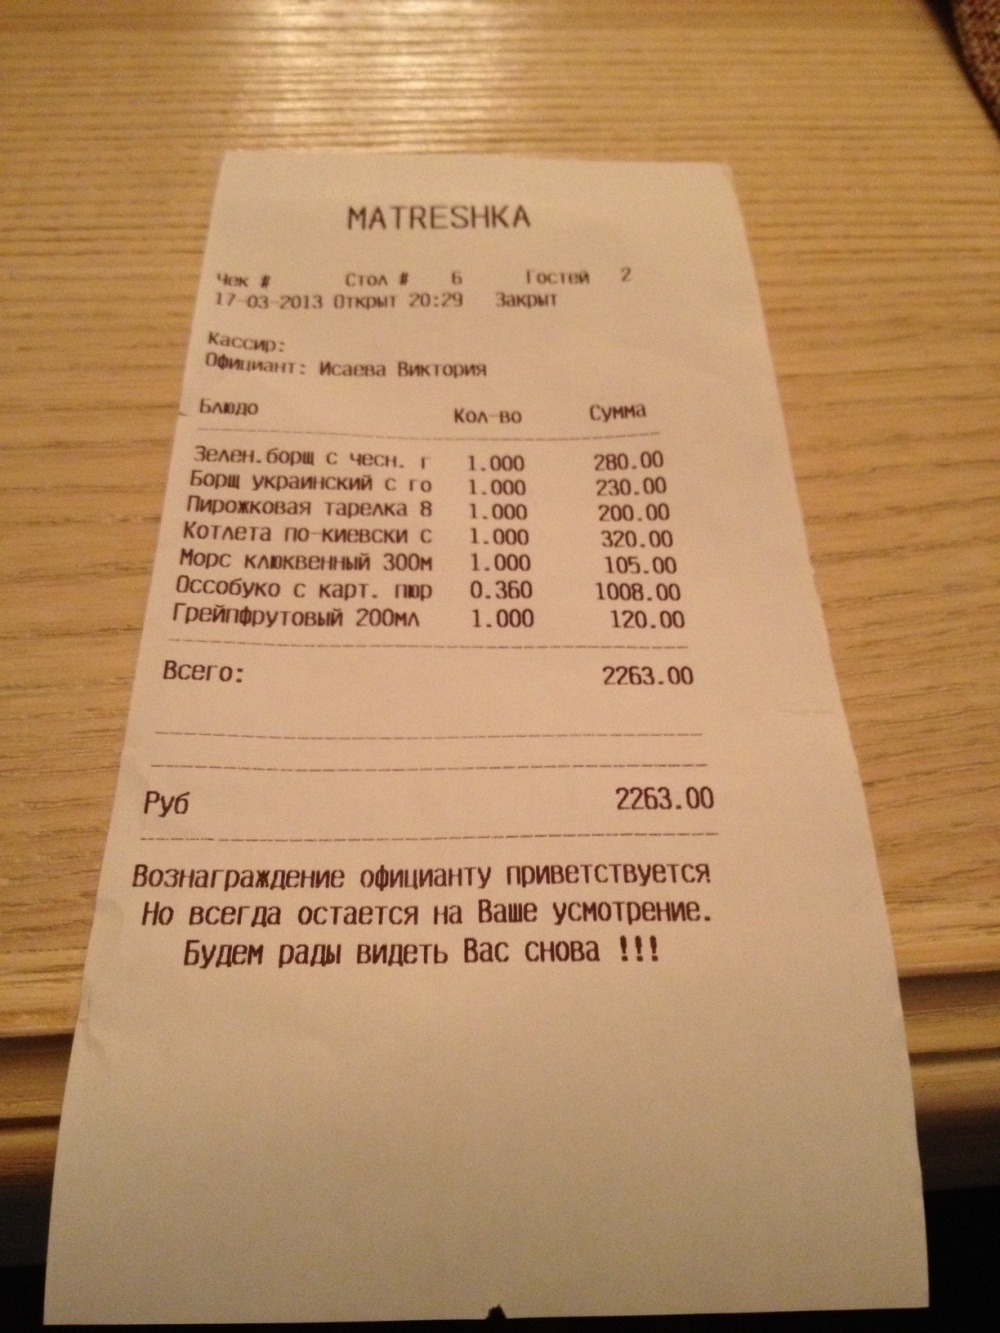 MATRESHKA
Чек # Стол # 6 Гостей 2
17-03-2013 Открыт 20:29 Закрыт
Кассир:
Официант: Исаева Виктория
Блюдо Кол-во Сумма
Зелен.борщ с чесн. г 1.000 280.00
Борщ украинский с го 1.000 230.00
Пирожковая тарелка 8 1.000 200.00
Котлета по-киевски с 1.000 320.00
Морс клюквенный 300м 1.000 105.00
Оссобуко с карт. пюр 0.360 1008.00
Грейпфрутовый 200мл 1.000 120.00
Всего: 2263.00
Руб 2263.00
Вознаграждение официанту приветствуется
Но всегда остается на Ваше усмотрение.
Будем рады видеть Вас снова !!!